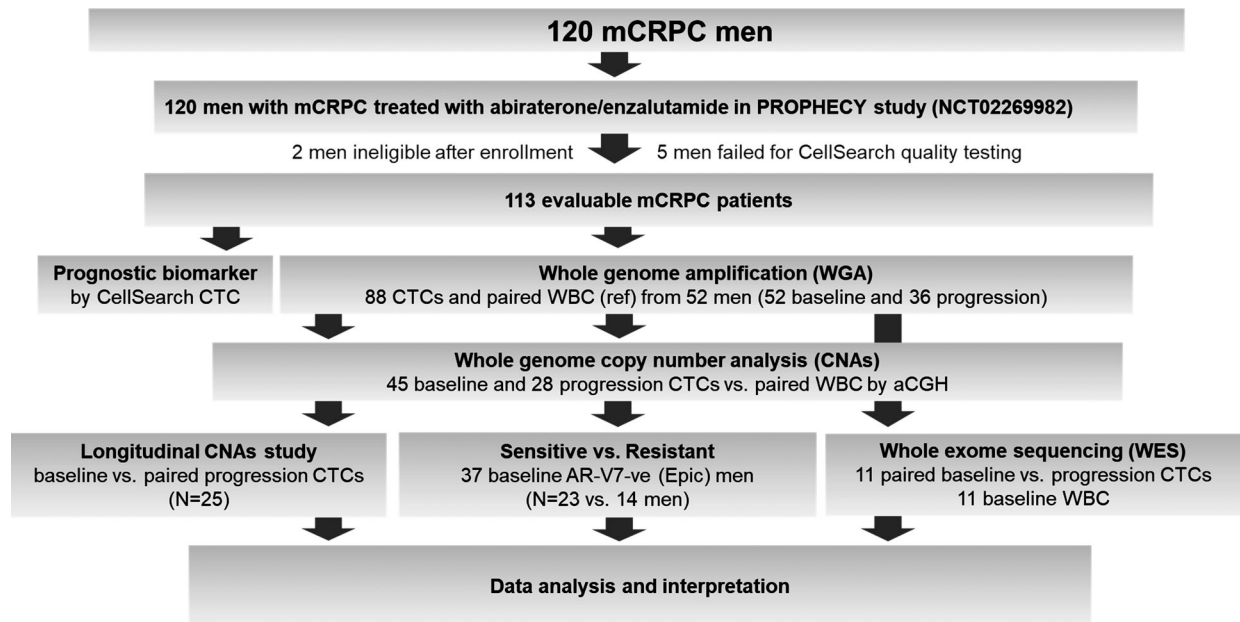 120 mCRPC men
120 men with mCRPC treated with abiraterone/enzalutamide in PROPHECY study (NCT02269982)
2 men ineligible after enrollment
5 men failed for CellSearch quality testing
113 evaluable mCRPC patients
Prognostic biomarker
by CellSearch CTC
Whole genome amplification (WGA)
88 CTCs and paired WBC (ref) from 52 men (52 baseline and 36 progression)
Whole genome copy number analysis (CNAs)
45 baseline and 28 progression CTCs vs. paired WBC by aCGH
Longitudinal CNAs study
baseline vs. paired progression CTCs
(N=25)
Sensitive vs. Resistant
37 baseline AR-V7-ve (Epic) men
(N=23 vs. 14 men)
Whole exome sequencing (WES)
11 paired baseline vs. progression CTCs
11 baseline WBC
Data analysis and interpretation